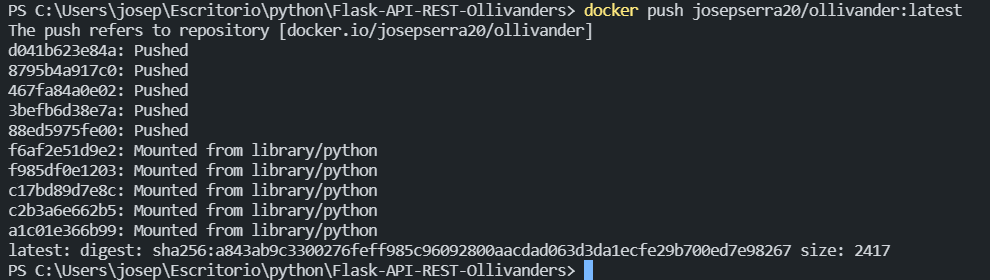 PS C:\Users\josep\Escritorio\python\Flask-API-REST-Ollivanders> docker push josepserra20/ollivander:latest
The push refers to repository [docker.io/josepserra20/ollivander]
d041b623e84a: Pushed
8795b4a917c0: Pushed
467fa84a0e02: Pushed
3befb6d38e7a: Pushed
88ed5975fe00: Pushed
f6af2e51d9e2: Mounted from library/python
f985df0e1203: Mounted from library/python
c17bd89d7e8c: Mounted from library/python
c2b3a6e662b5: Mounted from library/python
a1c01e366b99: Mounted from library/python
latest: digest: sha256:a843ab9c3300276feff985c96092800aacdad063d3da1ecfe29b700ed7e98267 size: 2417
PS C:\Users\josep\Escritorio\python\Flask-API-REST-Ollivanders>